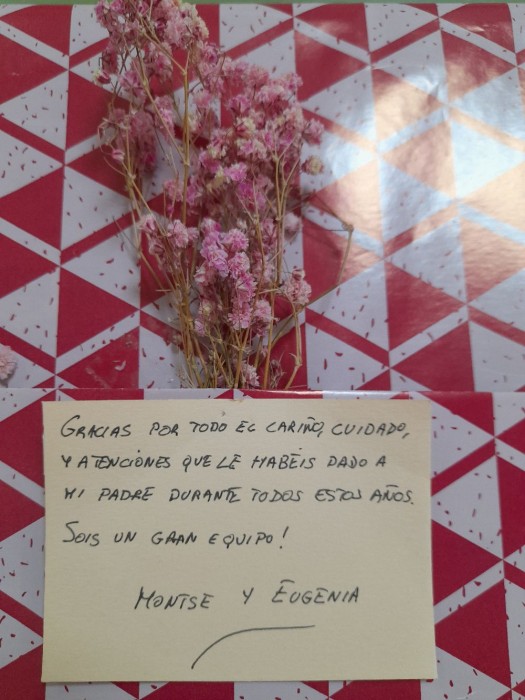 GRACIAS POR TODO EL CARIÑO, CUIDADO,
Y ATENCIONES QUE LE HABÉIS DADO A
MI PADRE DURANTE TODOS ESTOS AÑOS.
SOIS UN GRAN EQUIPO!
MONTSE Y EUGENIA